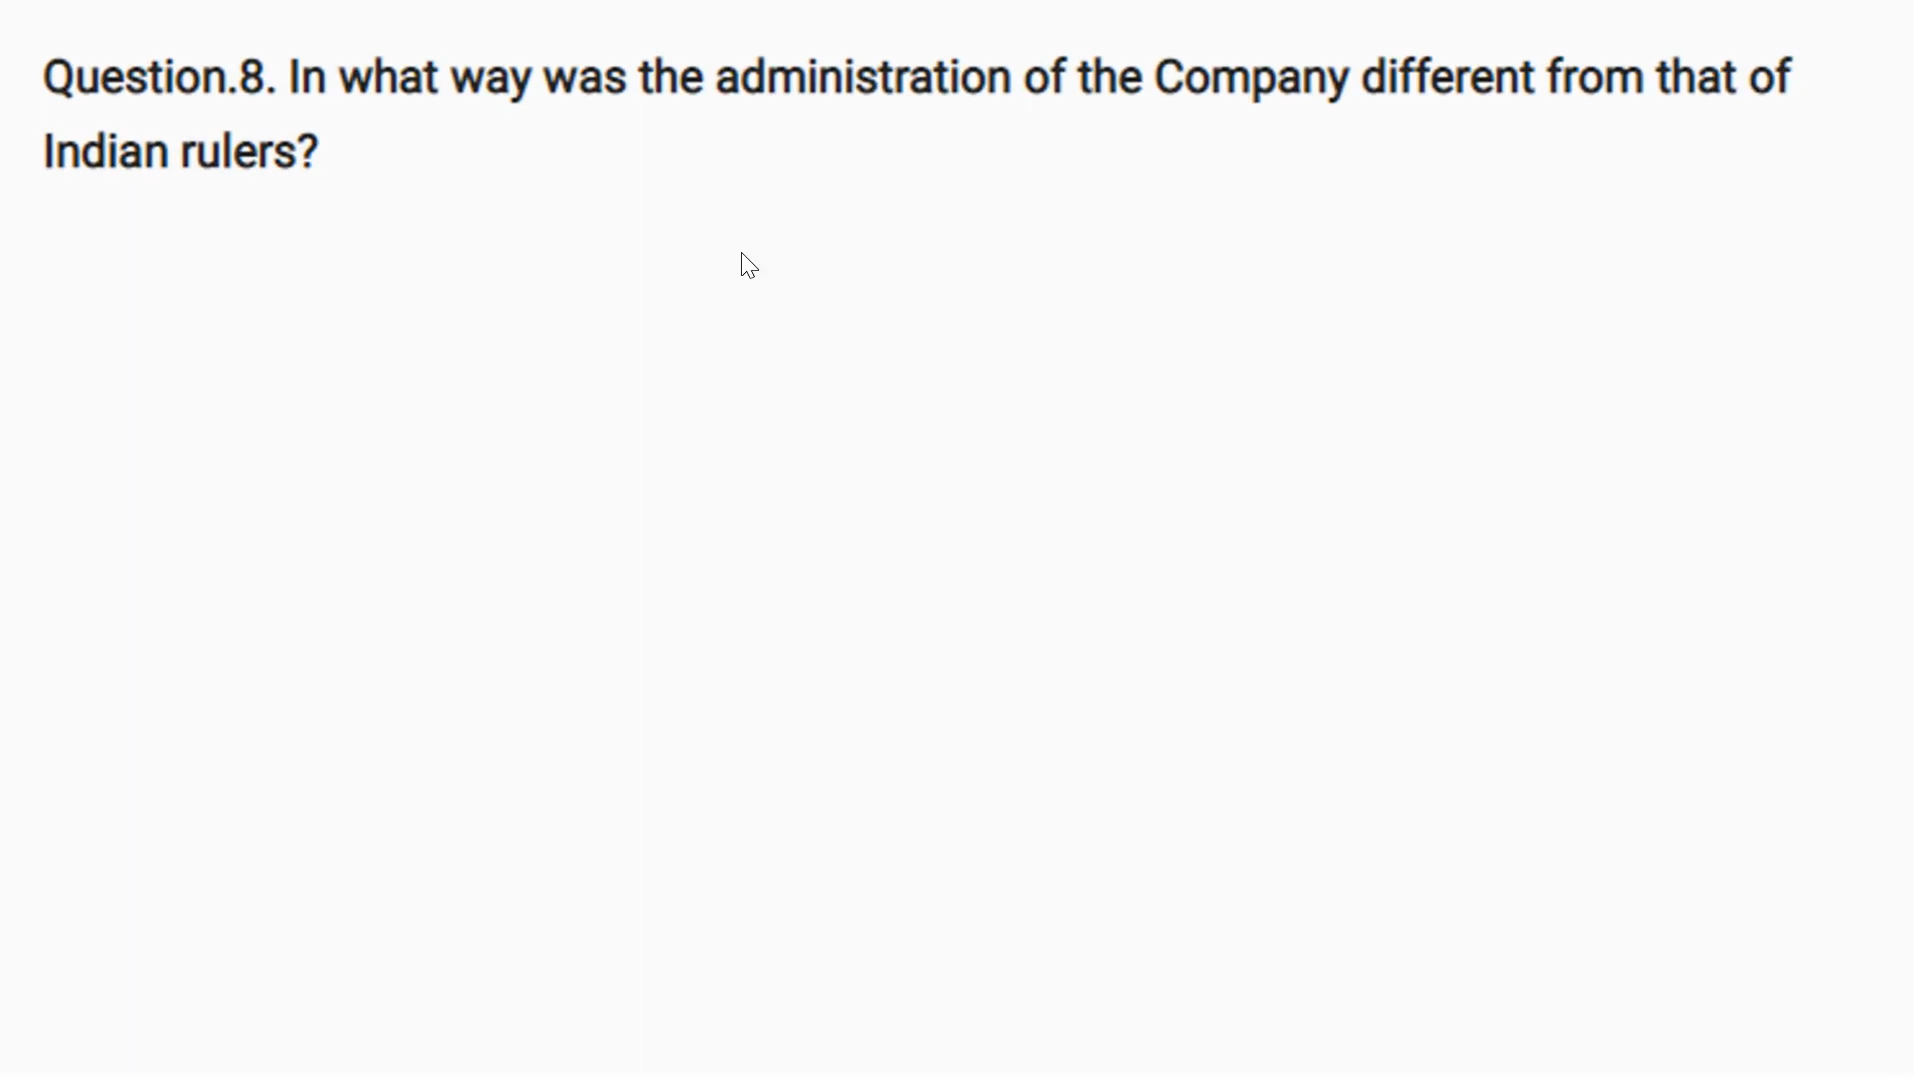 Question.8. In what way was the administration of the Company different from that of
Indian rulers?